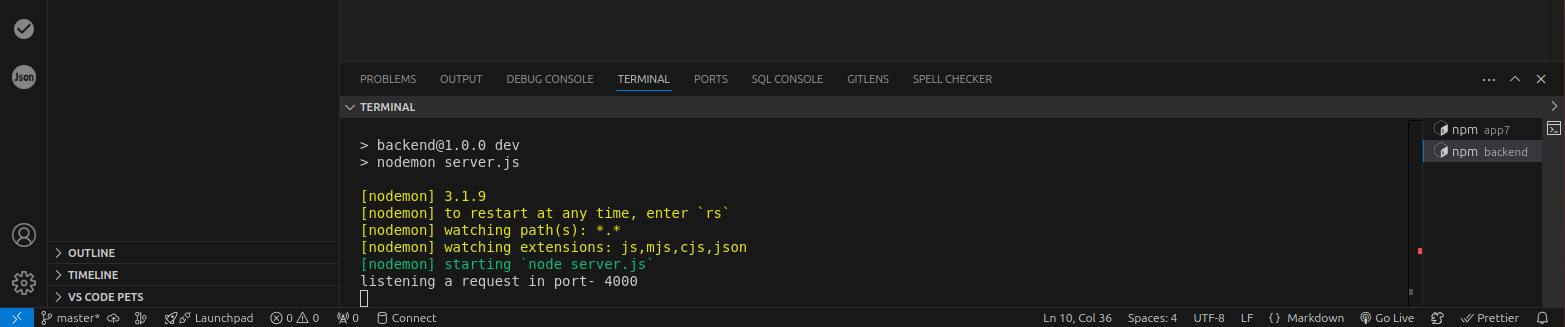 Json
PROBLEMS OUTPUT DEBUG CONSOLE TERMINAL PORTS SQL CONSOLE GITLENS SPELL CHECKER
TERMINAL
> backend@1.0.0 dev
> nodemon server.js
[nodemon] 3.1.9
[nodemon] to restart at any time, enter `rs`
[nodemon] watching path(s): *.*
[nodemon] watching extensions: js,mjs,cjs,json
[nodemon] starting `node server.js`
listening a request in port- 4000
npm app7
npm backend
OUTLINE
TIMELINE
VS CODE PETS
master* Launchpad 0 0 0 Connect Ln 10, Col 36 Spaces: 4 UTF-8 LF {} Markdown Go Live Prettier